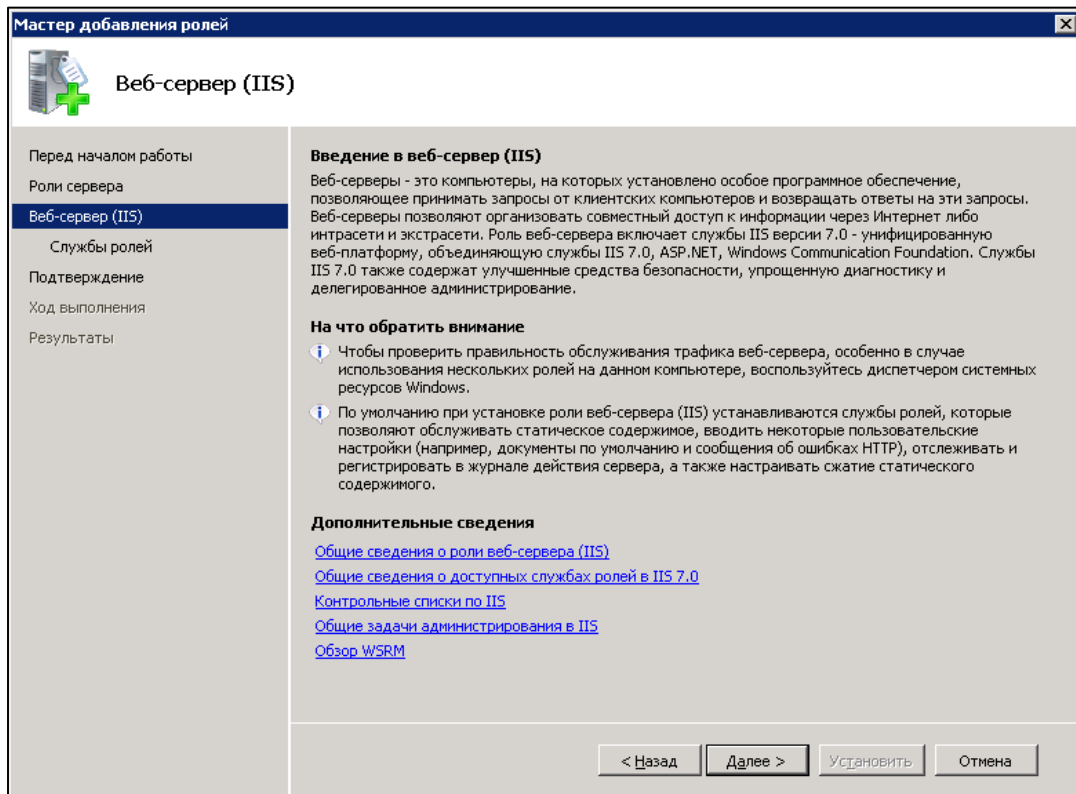 Мастер добавления ролей
Веб-сервер (IIS)
Перед началом работы
Роли сервера
Веб-сервер (IIS)
Службы ролей
Подтверждение
Ход выполнения
Результаты
Введение в веб-сервер (IIS)
Веб-серверы - это компьютеры, на которых установлено особое программное обеспечение,
позволяющее принимать запросы от клиентских компьютеров и возвращать ответы на эти запросы.
Веб-серверы позволяют организовать совместный доступ к информации через Интернет либо
интрасети и экстрасети. Роль веб-сервера включает службы IIS версии 7.0 - унифицированную
веб-платформу, объединяющую службы IIS 7.0, ASP.NET, Windows Communication Foundation. Службы
IIS 7.0 также содержат улучшенные средства безопасности, упрощенную диагностику и
делегированное администрирование.
На что обратить внимание
Чтобы проверить правильность обслуживания трафика веб-сервера, особенно в случае
использования нескольких ролей на данном компьютере, воспользуйтесь диспетчером системных
ресурсов Windows.
По умолчанию при установке роли веб-сервера (IIS) устанавливаются службы ролей, которые
позволяют обслуживать статическое содержимое, вводить некоторые пользовательские
настройки (например, документы по умолчанию и сообщения об ошибках HTTP), отслеживать и
регистрировать в журнале действия сервера, а также настраивать сжатие статического
содержимого.
Дополнительные сведения
Общие сведения о роли веб-сервера (IIS)
Общие сведения о доступных службах ролей в IIS 7.0
Контрольные списки по IIS
Общие задачи администрирования в IIS
Обзор WSRM
< Назад
Далее >
Установить
Отмена